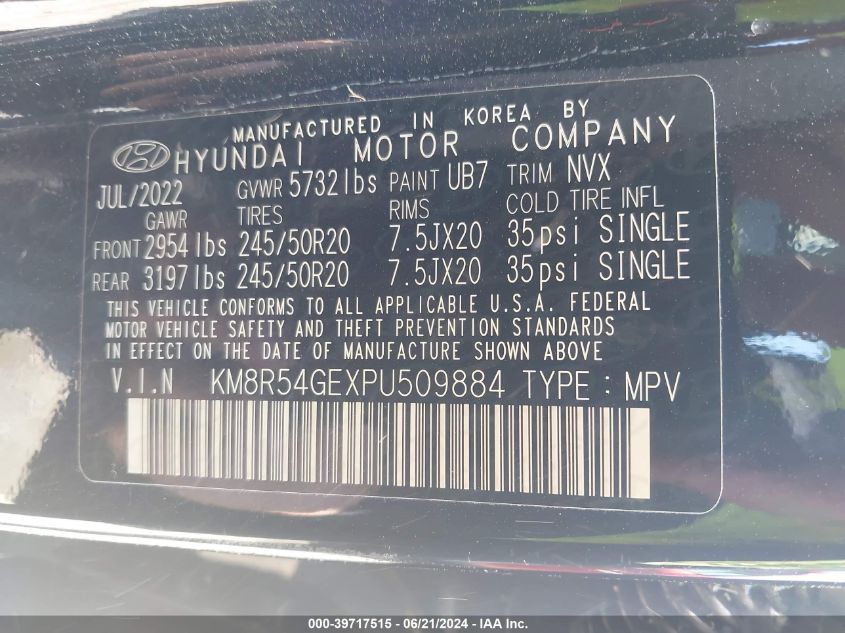 MANUFACTURED IN KOREA BY
HYUNDAI MOTOR COMPANY
JUL/2022 GVWR 5732lbs PAINT UB7 TRIM NVX
GAWR TIRES RIMS COLD TIRE INFL
FRONT 2954lbs 245/50R20 7.5JX20 35psi SINGLE
REAR 3197lbs 245/50R20 7.5JX20 35psi SINGLE
THIS VEHICLE CONFORMS TO ALL APPLICABLE U.S.A. FEDERAL
MOTOR VEHICLE SAFETY AND THEFT PREVENTION STANDARDS
IN EFFECT ON THE DATE OF MANUFACTURE SHOWN ABOVE
V.I.N KM8R54GEXPU509884 TYPE : MPV
000-39717515 - 06/21/2024 - IAA Inc.